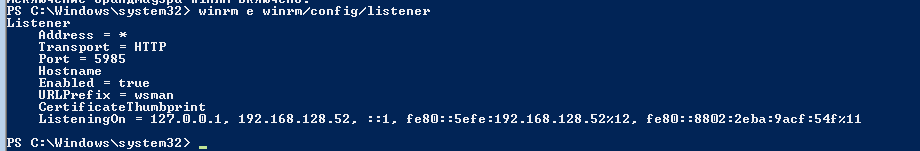 PS C:\Windows\system32> winrm e winrm/config/listener
Listener
    Address = *
    Transport = HTTP
    Port = 5985
    Hostname
    Enabled = true
    URLPrefix = wsman
    CertificateThumbprint
    ListeningOn = 127.0.0.1, 192.168.128.52, ::1, fe80::5efe:192.168.128.52%12, fe80::8802:2eba:9acf:54f%11
PS C:\Windows\system32> _